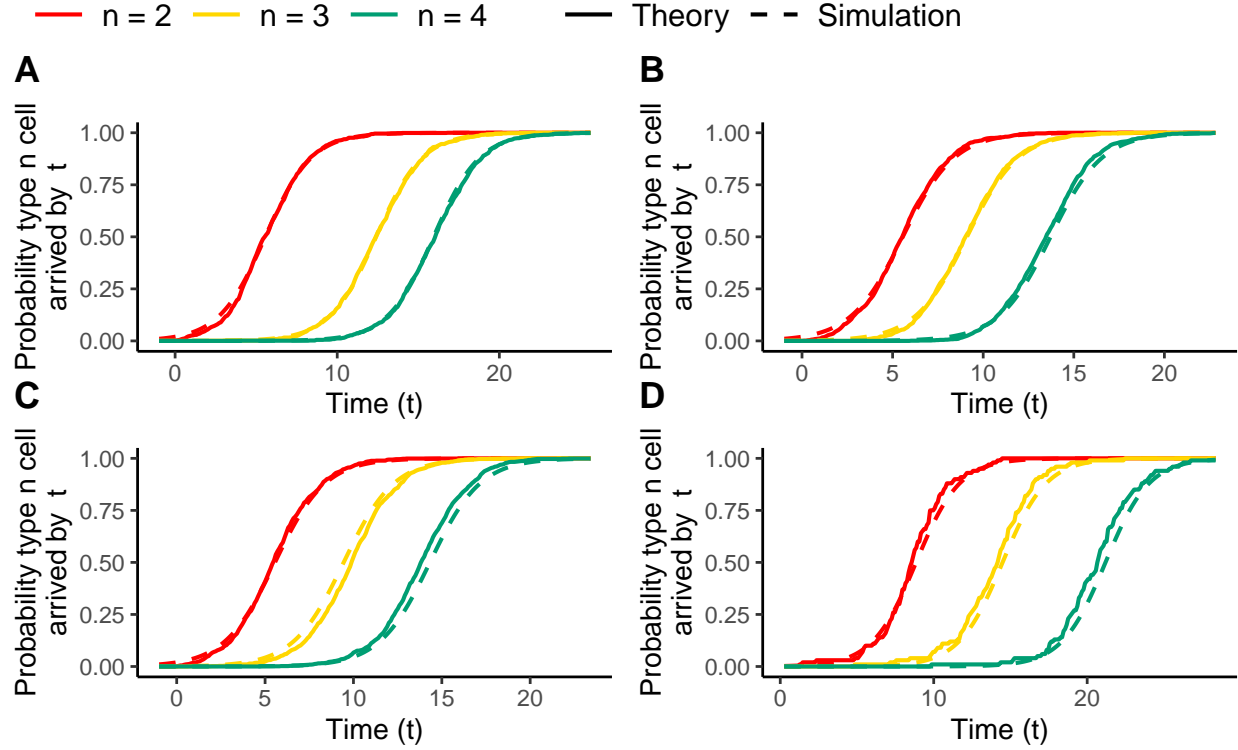 n = 2 n = 3 n = 4 Theory Simulation
A
Probability type n cell
arrived by t
1.00
0.75
0.50
0.25
0.00
0 10 20
Time (t)
B
Probability type n cell
arrived by t
1.00
0.75
0.50
0.25
0.00
0 5 10 15 20
Time (t)
C
Probability type n cell
arrived by t
1.00
0.75
0.50
0.25
0.00
0 5 10 15 20
Time (t)
D
Probability type n cell
arrived by t
1.00
0.75
0.50
0.25
0.00
0 10 20
Time (t)